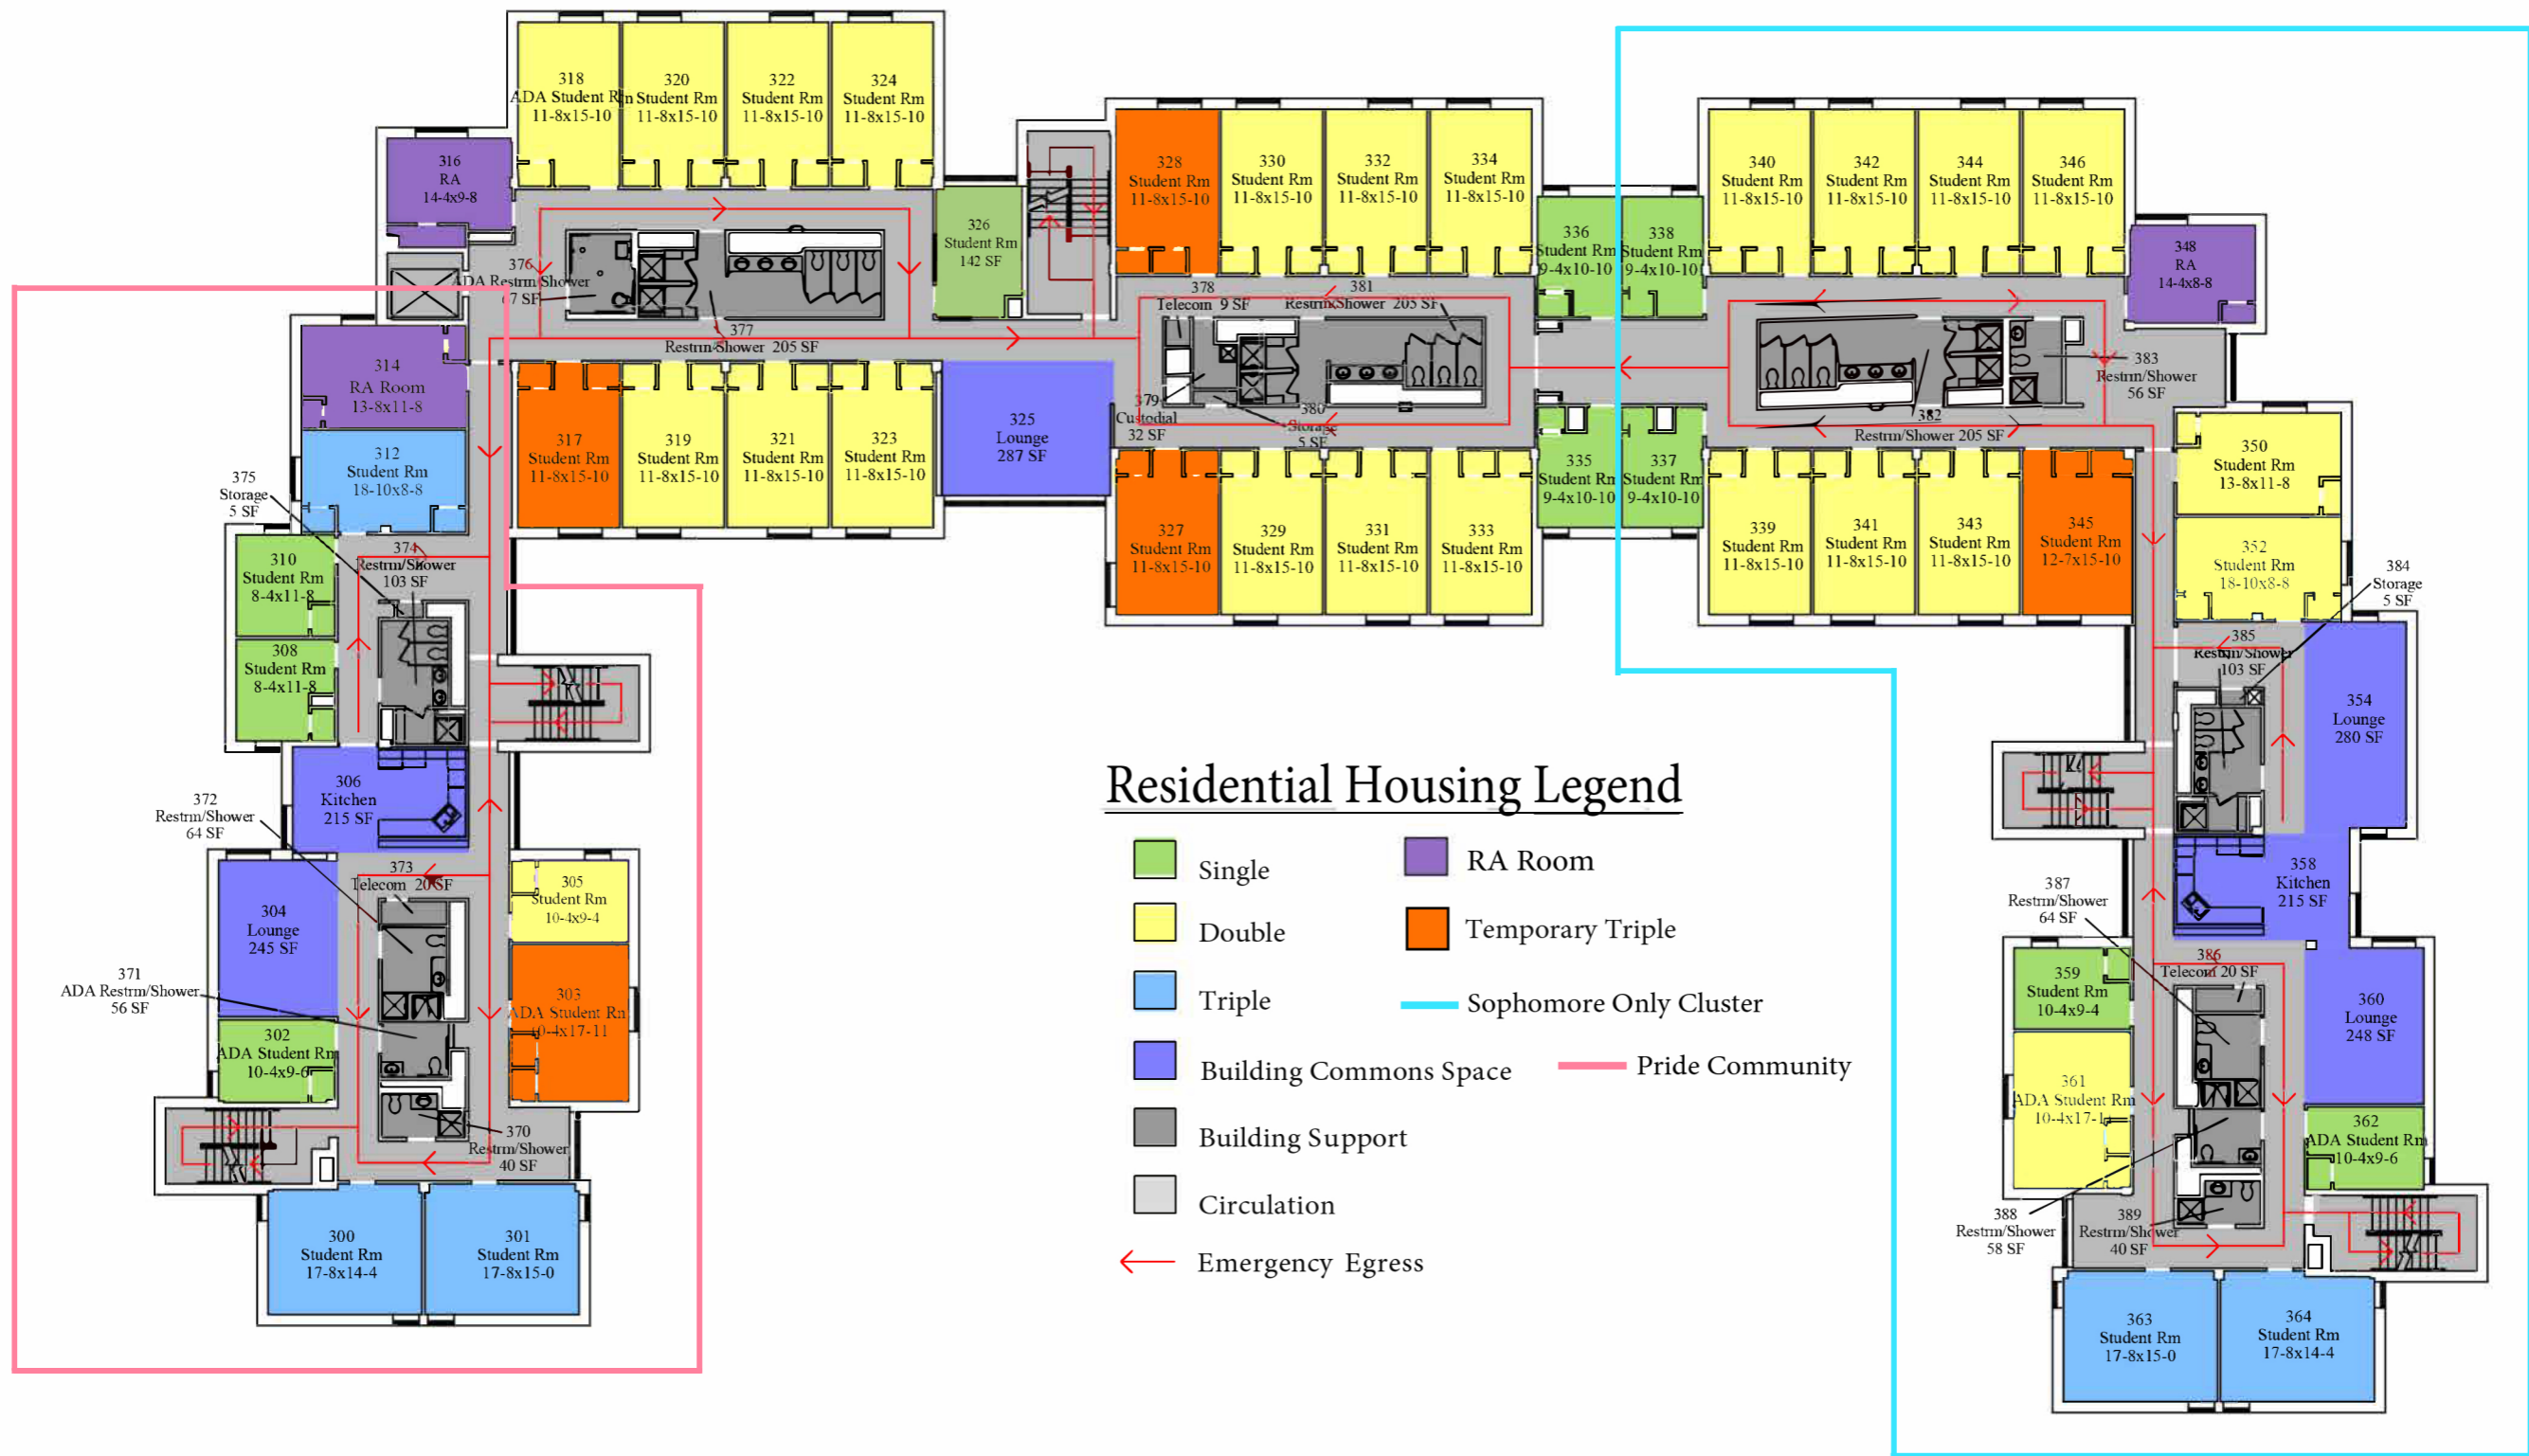 318
ADA Student Rm
11-8x15-10
320
Student Rm
11-8x15-10
322
Student Rm
11-8x15-10
324
Student Rm
11-8x15-10
316
RA
14-4x9-8
326
Student Rm
142 SF
328
Student Rm
11-8x15-10
330
Student Rm
11-8x15-10
332
Student Rm
11-8x15-10
334
Student Rm
11-8x15-10
336
Student Rm
9-4x10-10
338
Student Rm
9-4x10-10
340
Student Rm
11-8x15-10
342
Student Rm
11-8x15-10
344
Student Rm
11-8x15-10
346
Student Rm
11-8x15-10
348
RA
14-4x8-8
376
ADA Restrm/Shower
67 SF
377
Restrm/Shower 205 SF
378
Telecom 9 SF
381
Restrm/Shower 205 SF
379
Custodial
32 SF
380
Storage
5 SF
382
Restrm/Shower 205 SF
383
Restrm/Shower
56 SF
314
RA Room
13-8x11-8
312
Student Rm
18-10x8-8
317
Student Rm
11-8x15-10
319
Student Rm
11-8x15-10
321
Student Rm
11-8x15-10
323
Student Rm
11-8x15-10
325
Lounge
287 SF
327
Student Rm
11-8x15-10
329
Student Rm
11-8x15-10
331
Student Rm
11-8x15-10
333
Student Rm
11-8x15-10
335
Student Rm
9-4x10-10
337
Student Rm
9-4x10-10
339
Student Rm
11-8x15-10
341
Student Rm
11-8x15-10
343
Student Rm
11-8x15-10
345
Student Rm
12-7x15-10
350
Student Rm
13-8x11-8
352
Student Rm
18-10x8-8
375
Storage
5 SF
374
Restrm/Shower
103 SF
310
Student Rm
8-4x11-8
308
Student Rm
8-4x11-8
306
Kitchen
215 SF
372
Restrm/Shower
64 SF
373
Telecom 20 SF
304
Lounge
245 SF
305
Student Rm
10-4x9-4
303
ADA Student Rm
10-4x17-11
371
ADA Restrm/Shower
56 SF
302
ADA Student Rm
10-4x9-6
370
Restrm/Shower
40 SF
300
Student Rm
17-8x14-4
301
Student Rm
17-8x15-0
384
Storage
5 SF
385
Restrm/Shower
103 SF
354
Lounge
280 SF
358
Kitchen
215 SF
387
Restrm/Shower
64 SF
386
Telecom 20 SF
359
Student Rm
10-4x9-4
360
Lounge
248 SF
361
ADA Student Rm
362
ADA Student Rm
10-4x9-6
388
Restrm/Shower
58 SF
389
Restrm/Shower
40 SF
363
Student Rm
17-8x15-0
364
Student Rm
17-8x14-4
Residential Housing Legend
Single
Double
Triple
Building Commons Space
Building Support
Circulation
Emergency Egress
RA Room
Temporary Triple
Sophomore Only Cluster
Pride Community